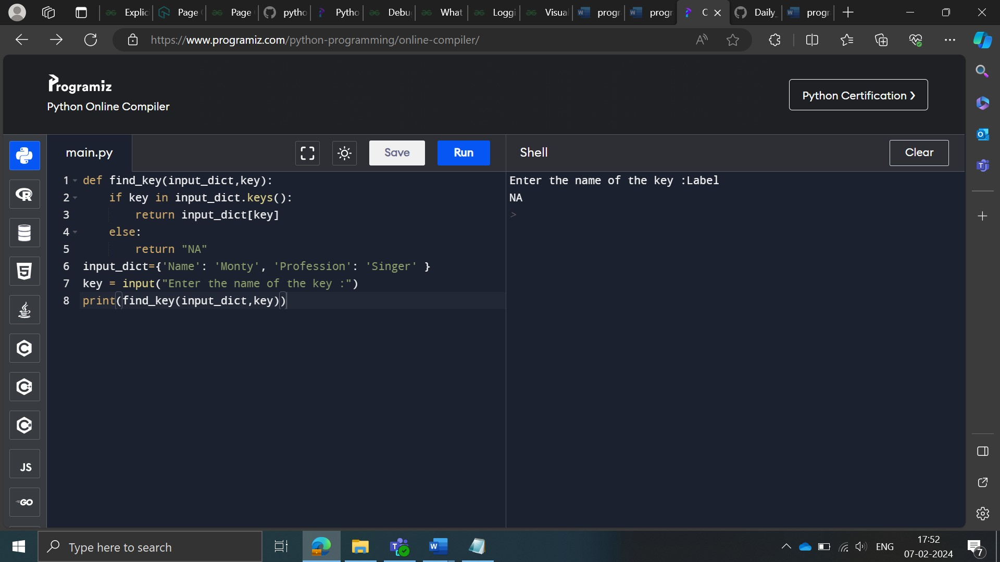 Explic
Page
Page
pytho
Pytho
Debu
What
Loggi
Visua
progr
progr
C
Daily_
progr
https://www.programiz.com/python-programming/online-compiler/
Programiz
Python Online Compiler
Python Certification ❯
main.py
Save
Run
Shell
Clear
1 def find_key(input_dict,key):
2 if key in input_dict.keys():
3 return input_dict[key]
4 else:
5 return "NA"
6 input_dict={'Name': 'Monty', 'Profession': 'Singer' }
7 key = input("Enter the name of the key :")
8 print(find_key(input_dict,key))
Enter the name of the key :Label
NA
>
JS
GO
Type here to search
ENG
17:52
07-02-2024
7